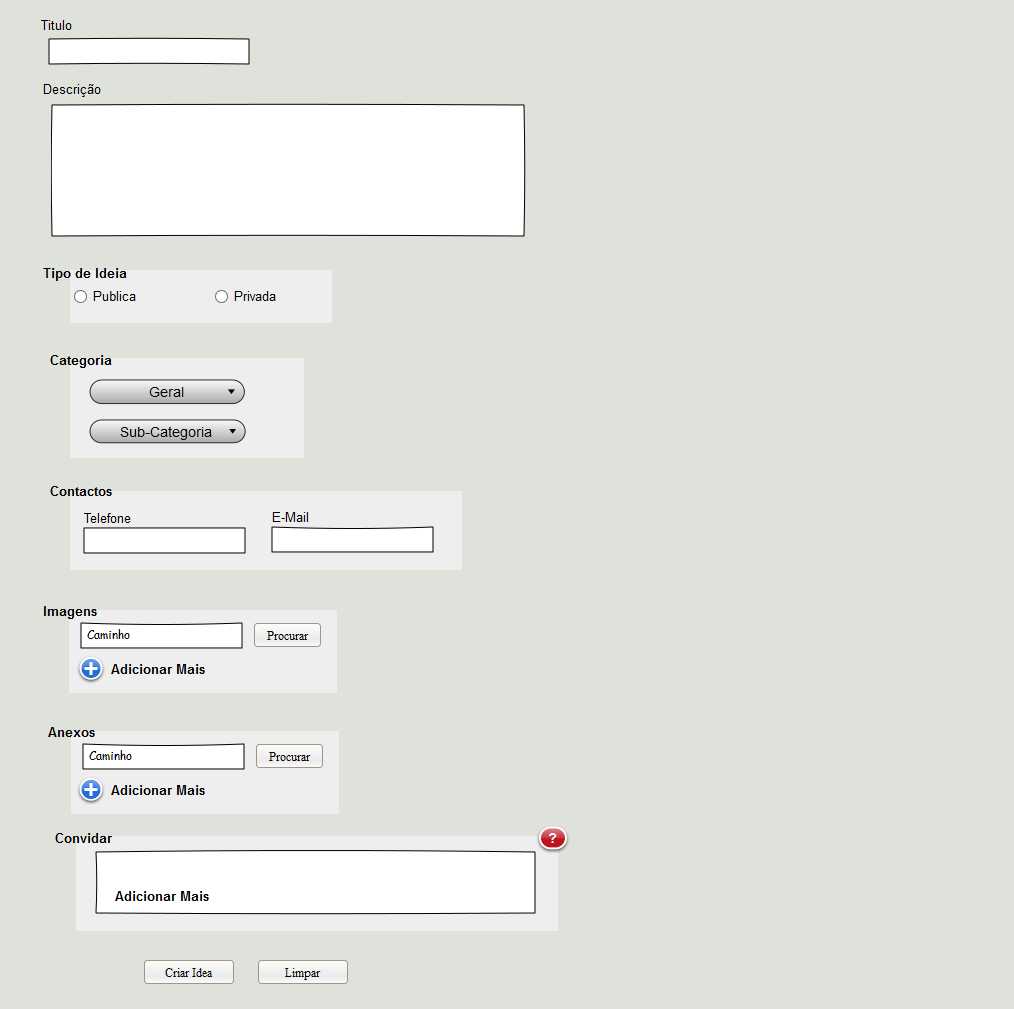 Titulo
Descrição
Tipo de Ideia
Publica Privada
Categoria
Geral
Sub-Categoria
Contactos
Telefone E-Mail
Imagens
Caminho Procurar
Adicionar Mais
Anexos
Caminho Procurar
Adicionar Mais
Convidar ?
Adicionar Mais
Criar Idea Limpar